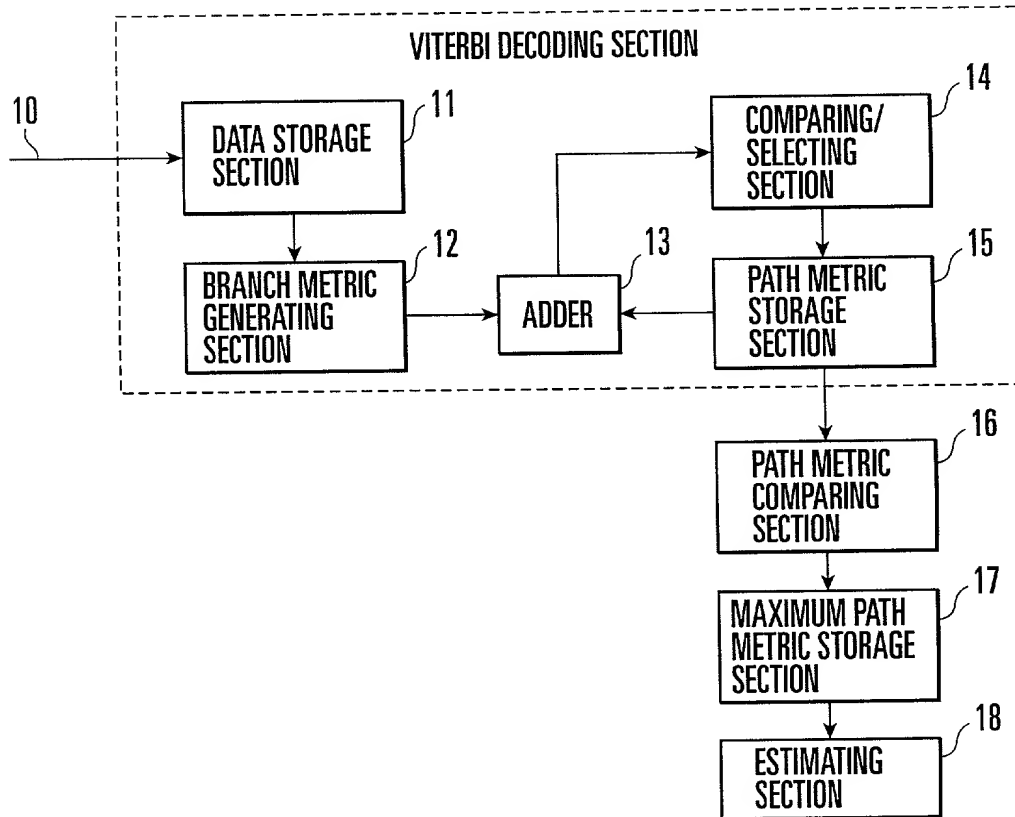 VITERBI DECODING SECTION
10
11
DATA STORAGE
SECTION
14
COMPARING/
SELECTING
SECTION
12
BRANCH METRIC
GENERATING
SECTION
13
ADDER
15
PATH METRIC
STORAGE
SECTION
16
PATH METRIC
COMPARING
SECTION
17
MAXIMUM PATH
METRIC STORAGE
SECTION
18
ESTIMATING
SECTION